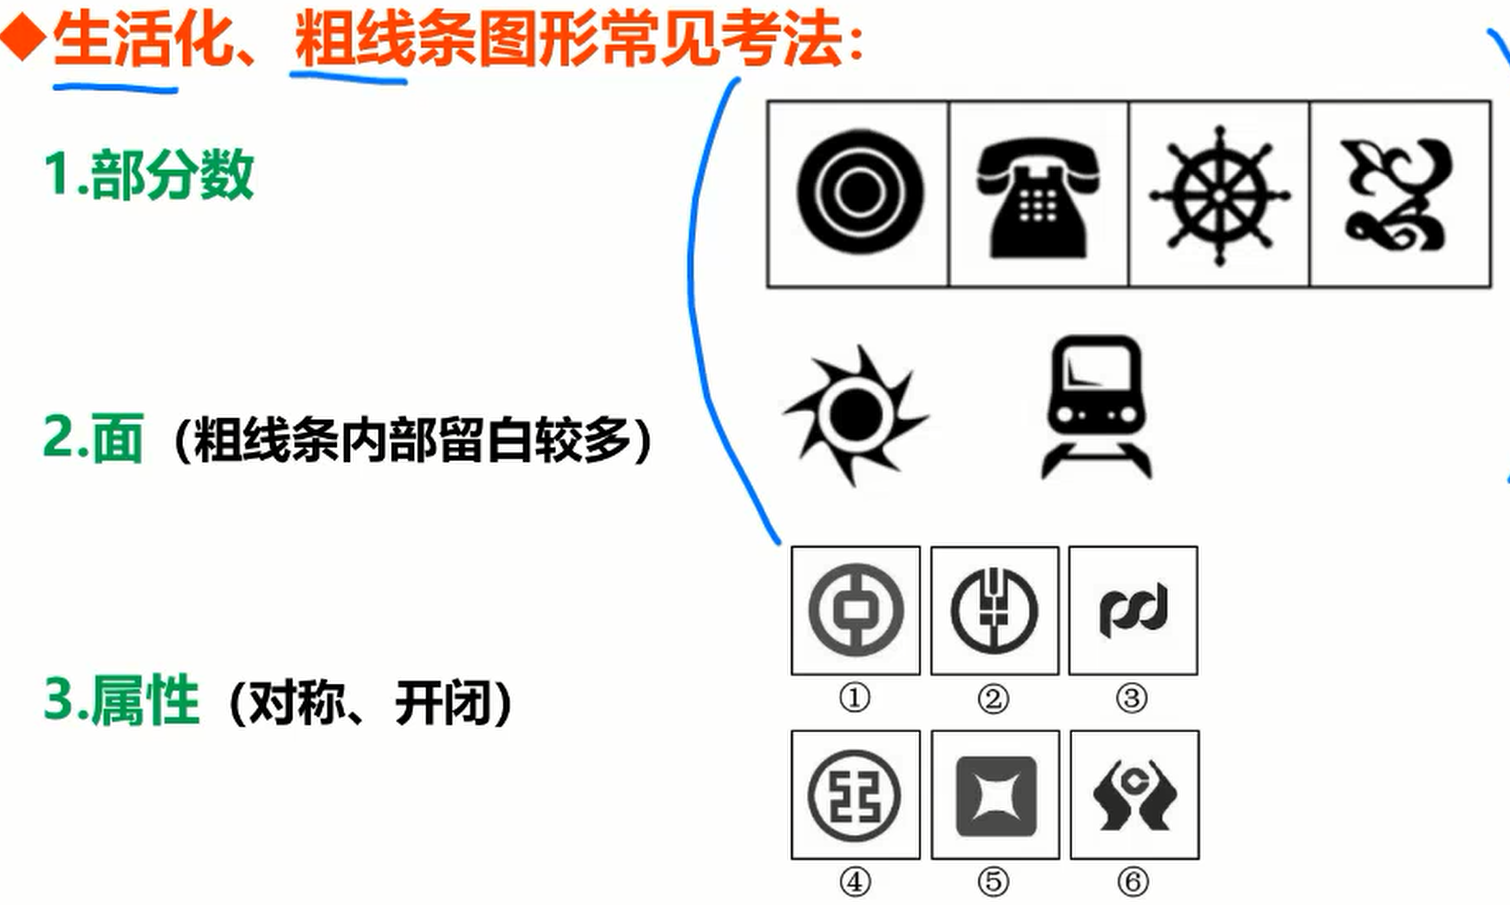 生活化、粗线条图形常见考法：
1.部分数
2.面（粗线条内部留白较多）
3.属性（对称、开闭）
① ② ③
④ ⑤ ⑥